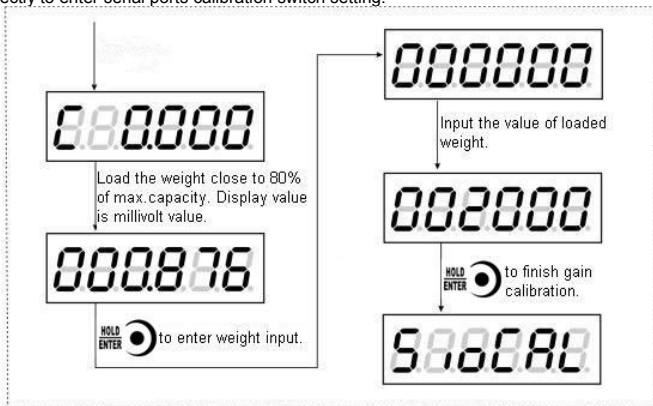 to enter serial ports calibration switch setting.
C 0.000
Load the weight close to 80%
of max.capacity. Display value
is millivolt value.
000.876
HOLD
ENTER
to enter weight input.
000000
Input the value of loaded
weight.
002000
HOLD
ENTER
to finish gain
calibration.
S ioCAL